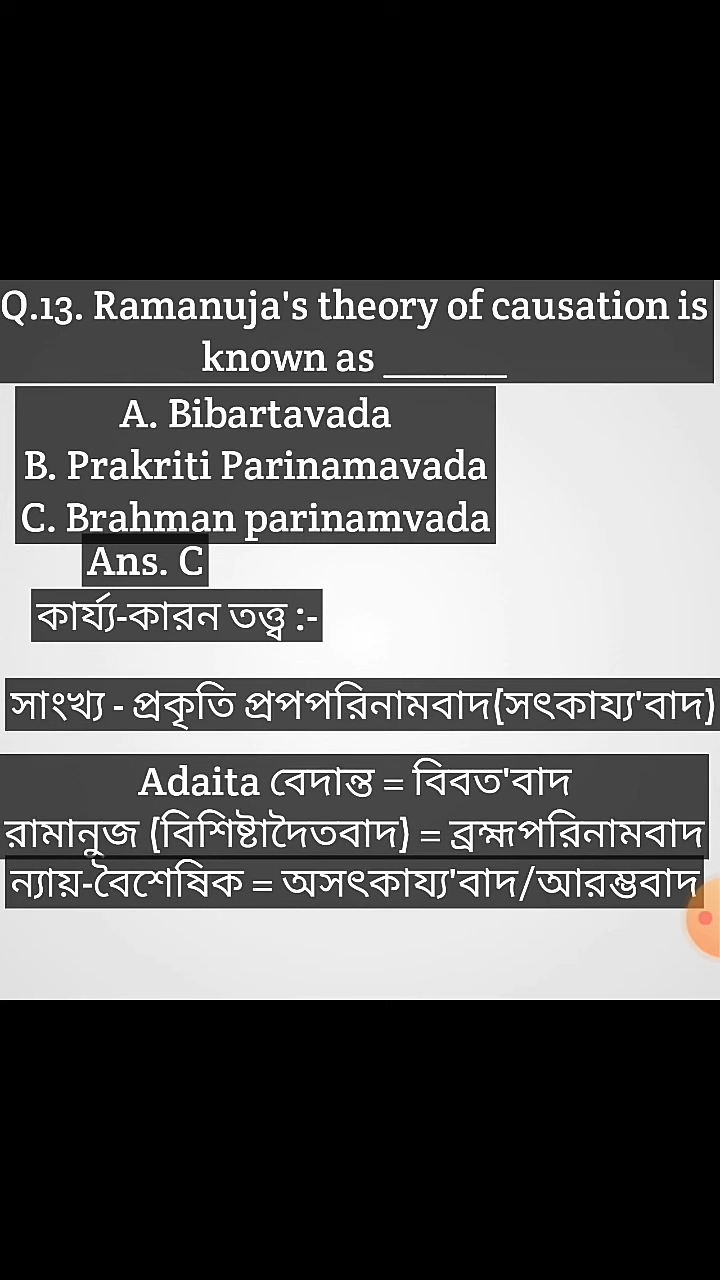 Q.13. Ramanuja's theory of causation is
known as ______
A. Bibartavada
B. Prakriti Parinamavada
C. Brahman parinamvada
Ans. C
কার্য্য-কারন তত্ত্ব :-
সাংখ্য - প্রকৃতি প্রপপরিনামবাদ(সৎকায্য'বাদ)
Adaita বেদান্ত = বিবত'বাদ
রামানুজ (বিশিষ্টাদৈতবাদ) = ব্রহ্মপরিনামবাদ
ন্যায়-বৈশেষিক = অসৎকায্য'বাদ/আরম্ভবাদ